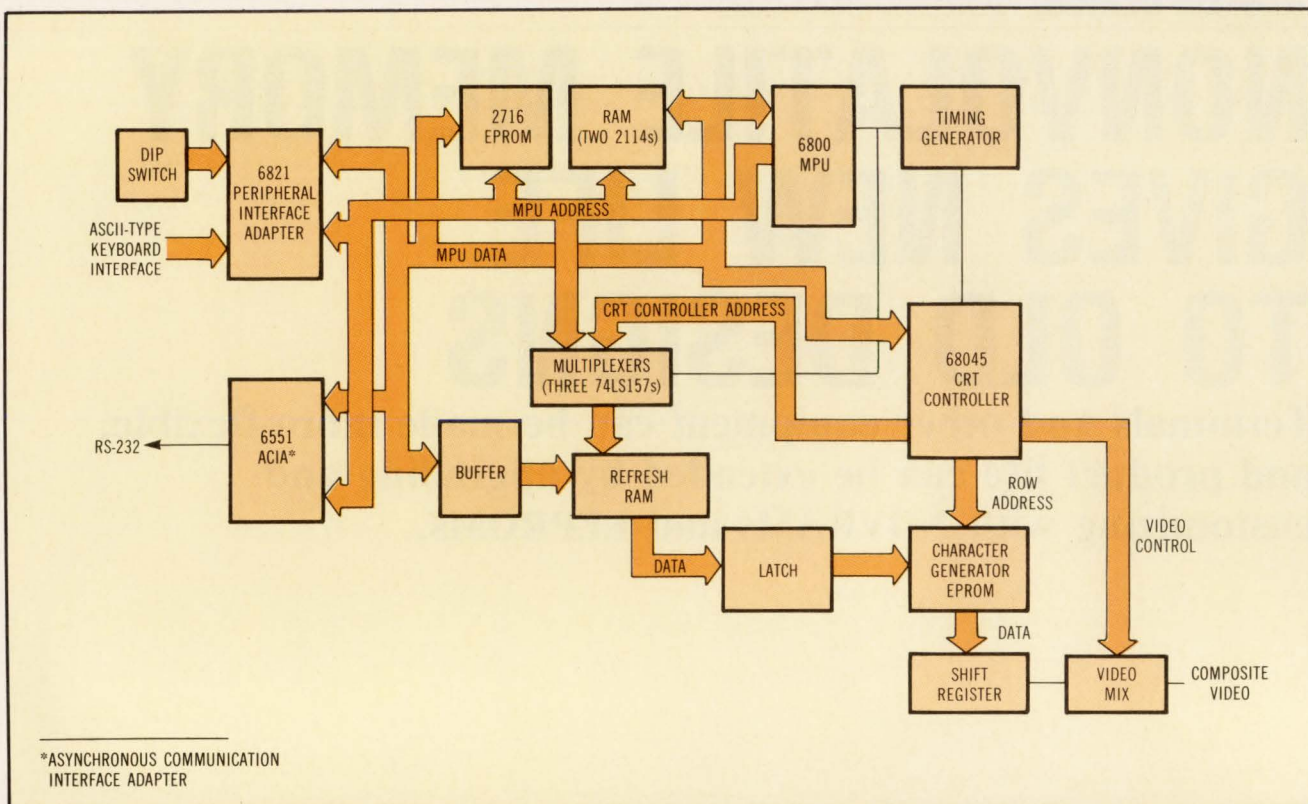 2716
EPROM
RAM
(TWO 2114s)
6800
MPU
TIMING
GENERATOR
DIP
SWITCH
6821
PERIPHERAL
INTERFACE
ADAPTER
ASCII-TYPE
KEYBOARD
INTERFACE
MPU ADDRESS
MPU DATA
CRT CONTROLLER ADDRESS
MULTIPLEXERS
(THREE 74LS157s)
68045
CRT
CONTROLLER
RS-232
6551
ACIA*
BUFFER
REFRESH
RAM
ROW
ADDRESS
VIDEO
CONTROL
DATA
LATCH
CHARACTER
GENERATOR
EPROM
DATA
SHIFT
REGISTER
VIDEO
MIX
COMPOSITE
VIDEO
*ASYNCHRONOUS COMMUNICATION
INTERFACE ADAPTER